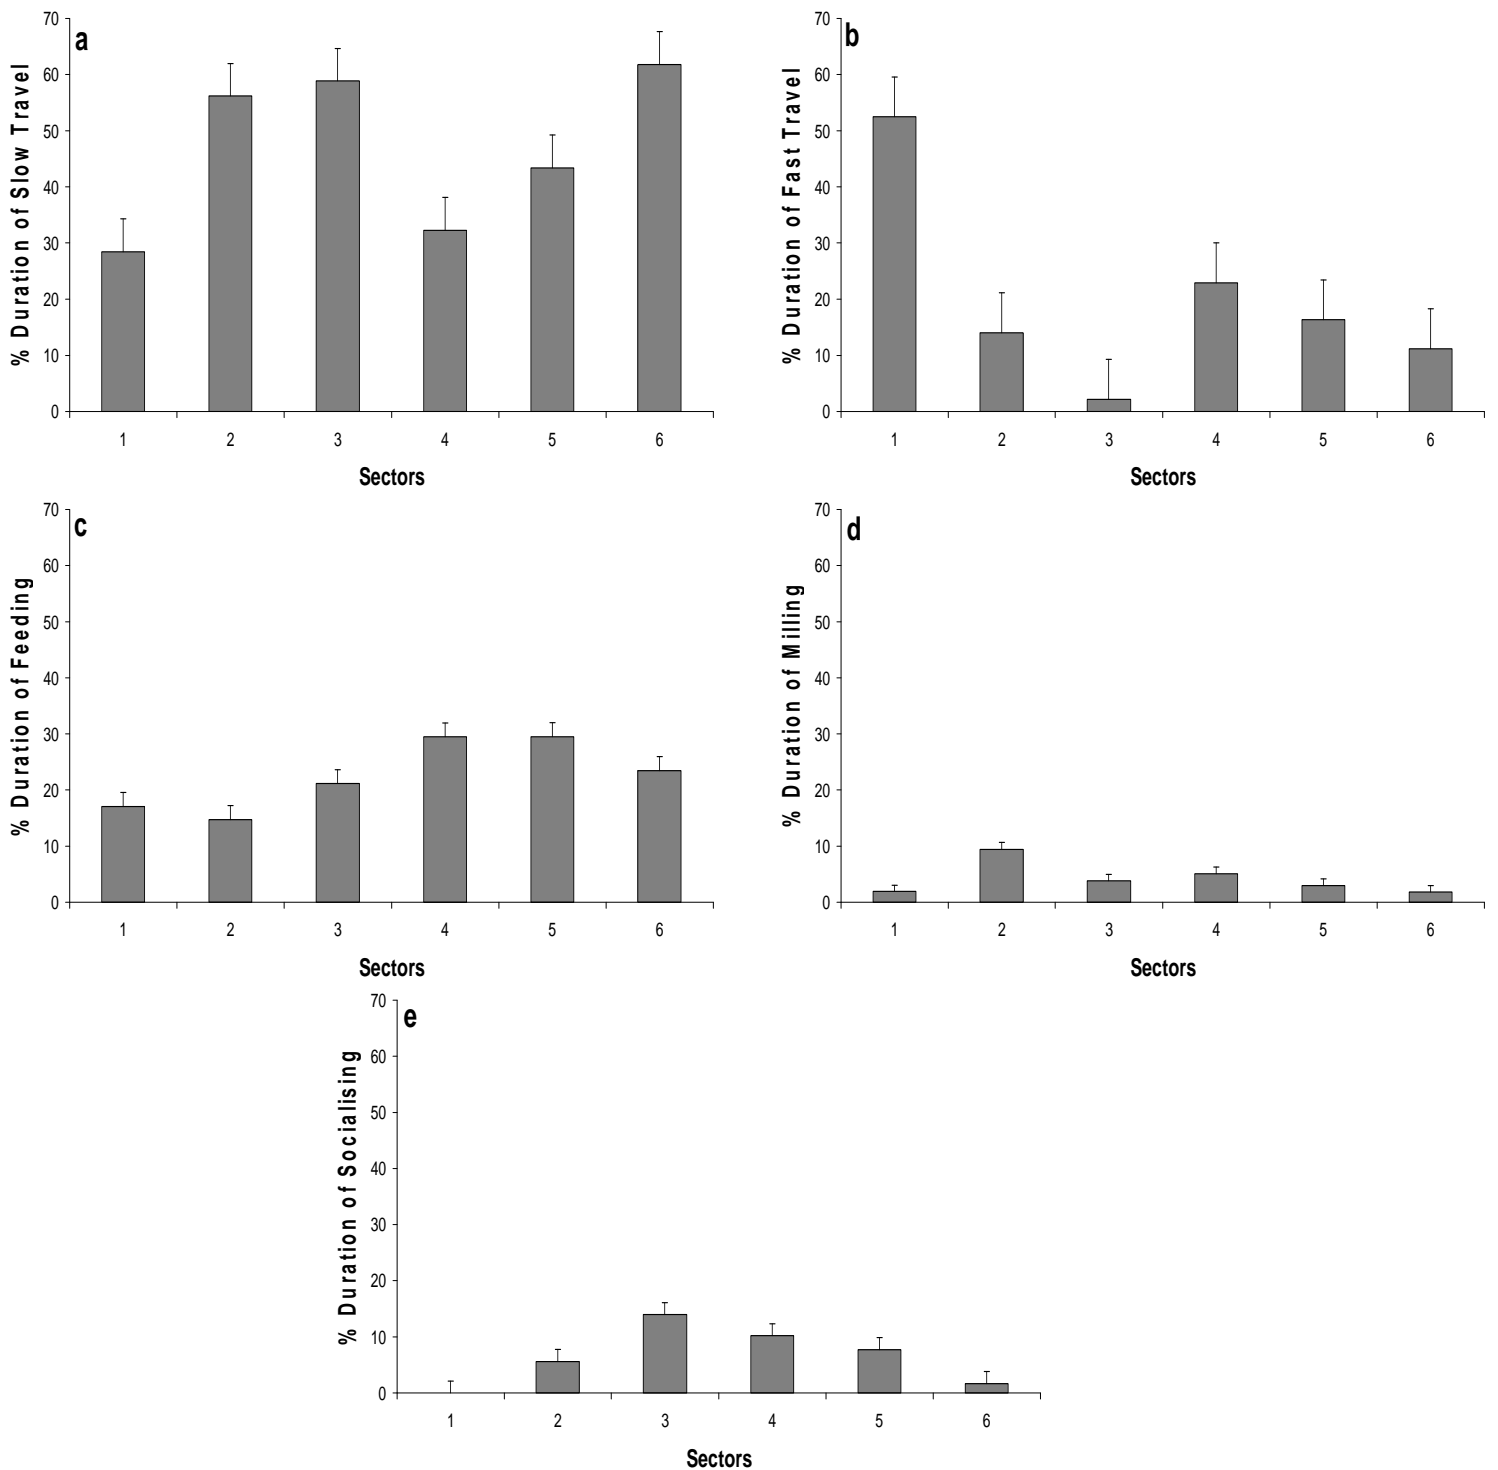 a
% Duration of Slow Travel
70
60
50
40
30
20
10
0
1 2 3 4 5 6
Sectors
b
% Duration of Fast Travel
70
60
50
40
30
20
10
0
1 2 3 4 5 6
Sectors
c
% Duration of Feeding
70
60
50
40
30
20
10
0
1 2 3 4 5 6
Sectors
d
% Duration of Milling
70
60
50
40
30
20
10
0
1 2 3 4 5 6
Sectors
e
% Duration of Socialising
70
60
50
40
30
20
10
0
1 2 3 4 5 6
Sectors